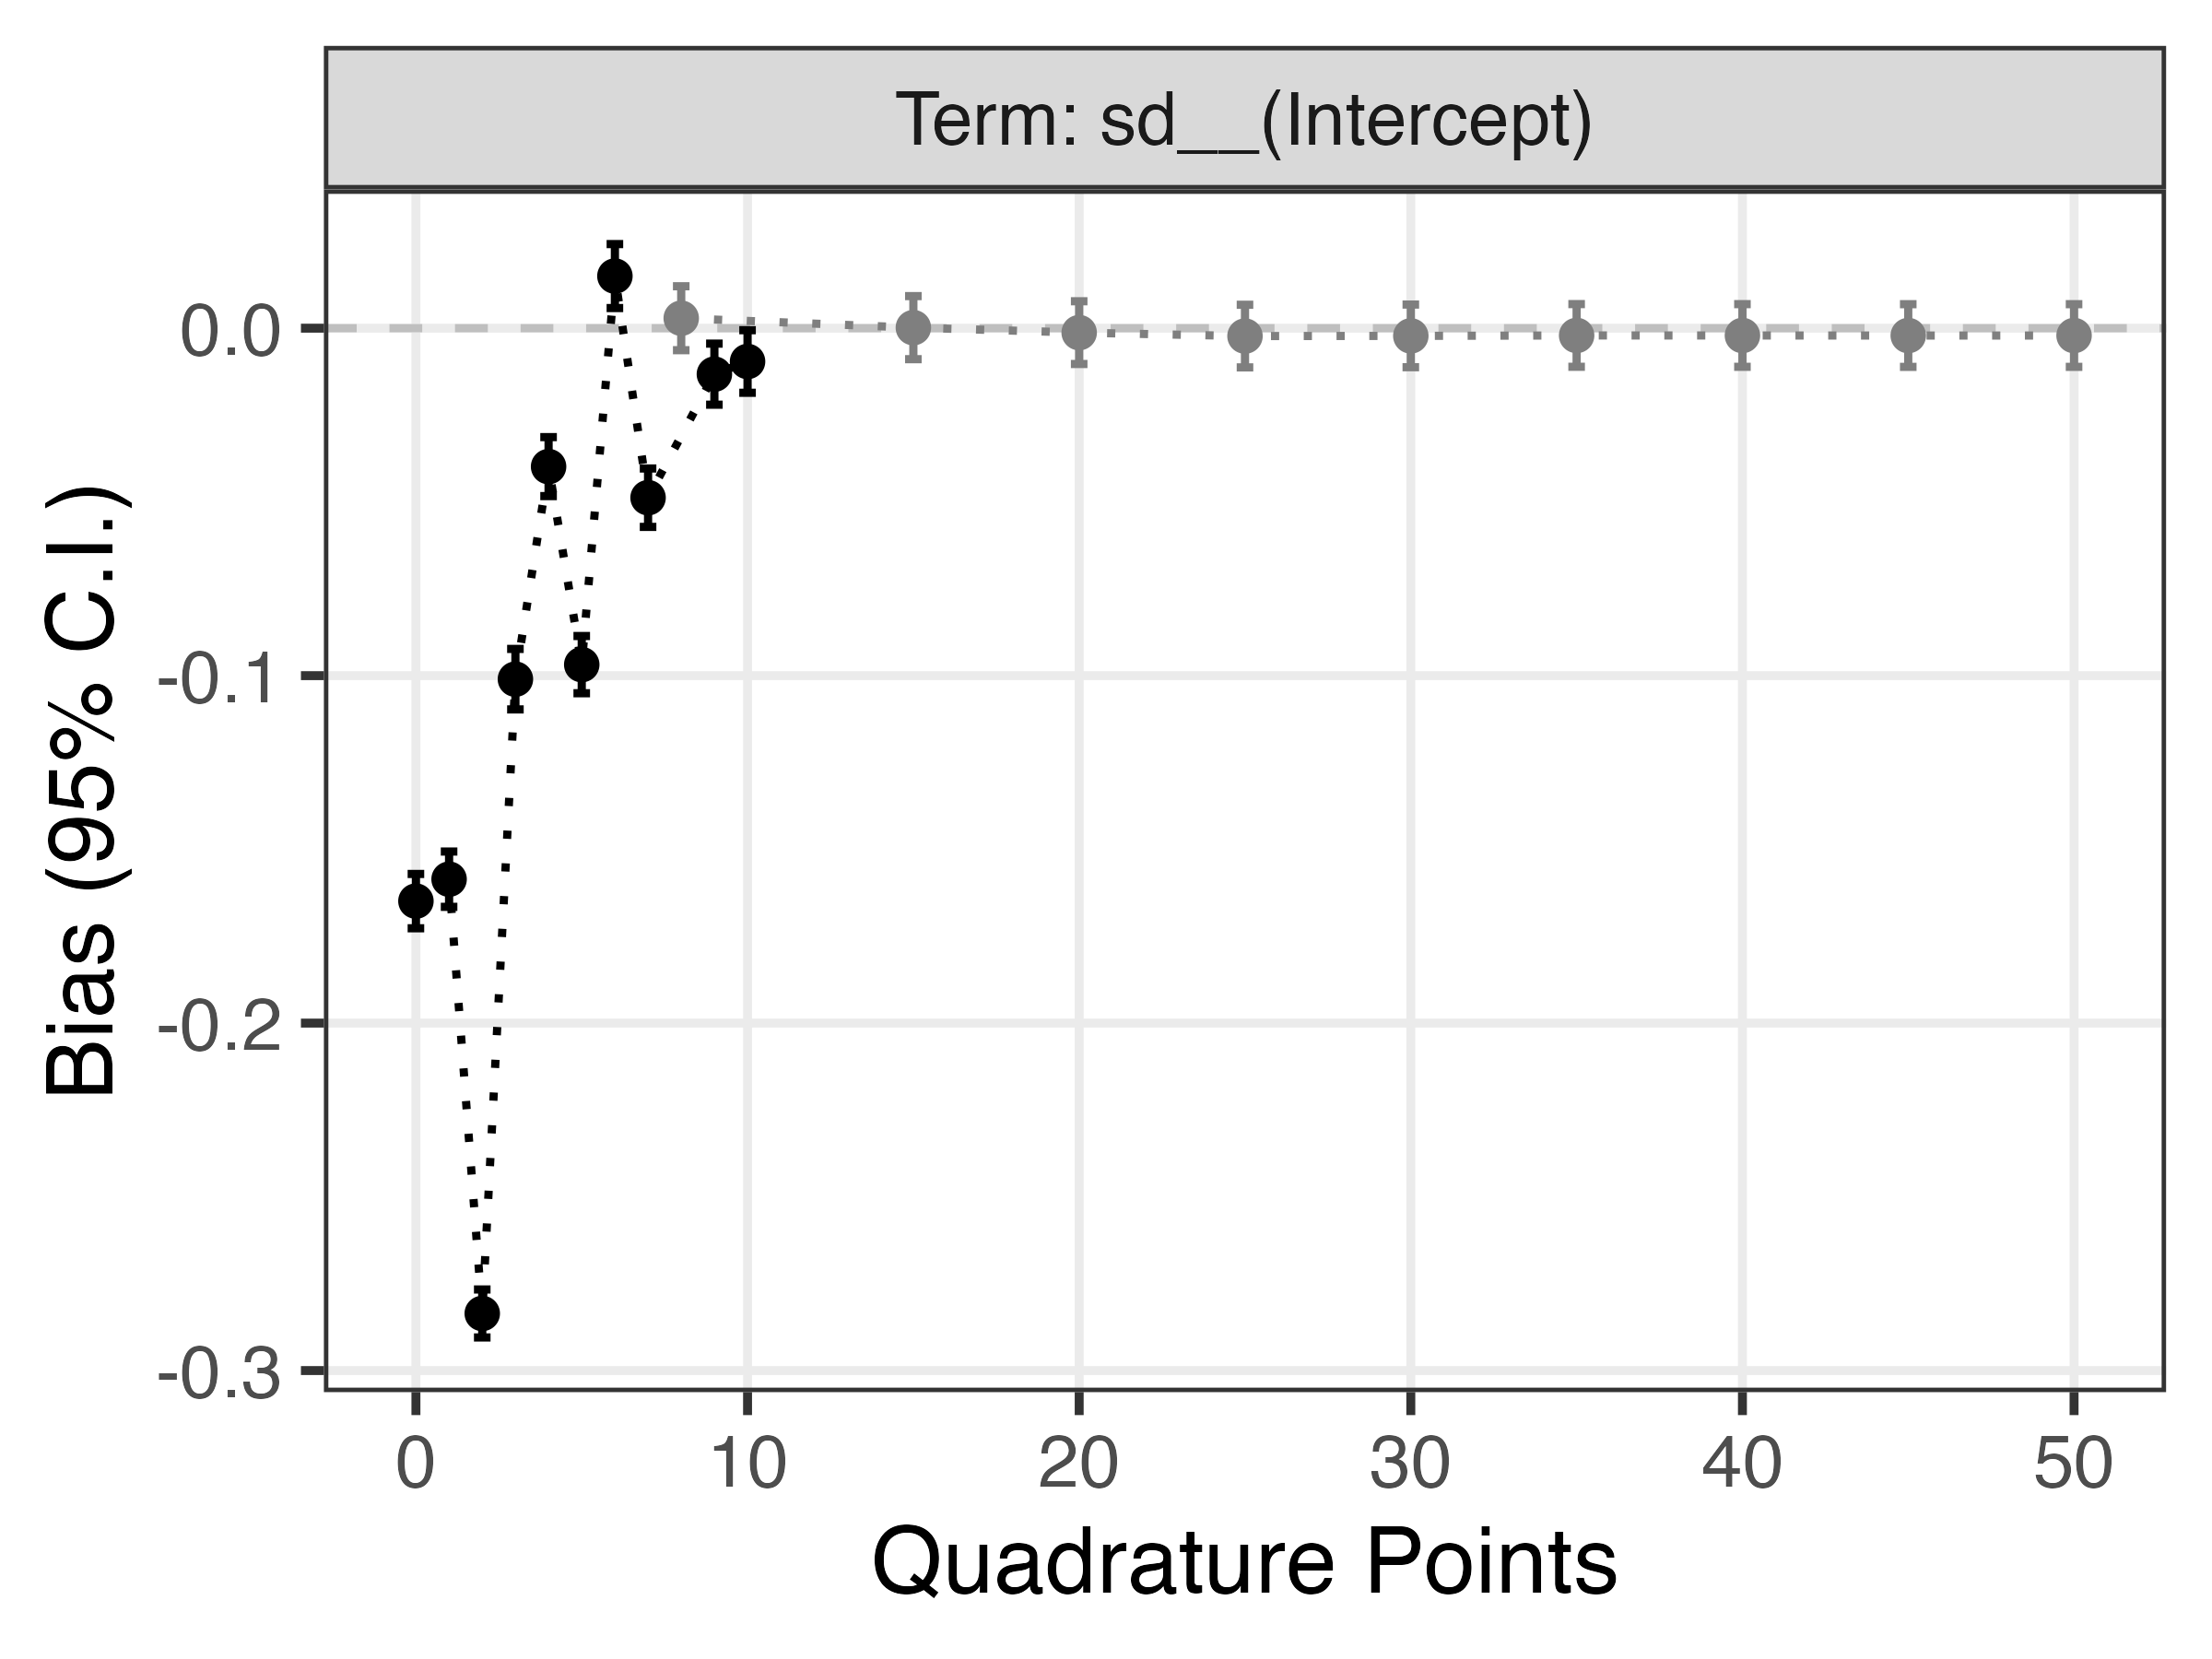 Term: sd__(Intercept)
Bias (95% C.I.)
0.0
-0.1
-0.2
-0.3
0 10 20 30 40 50
Quadrature Points